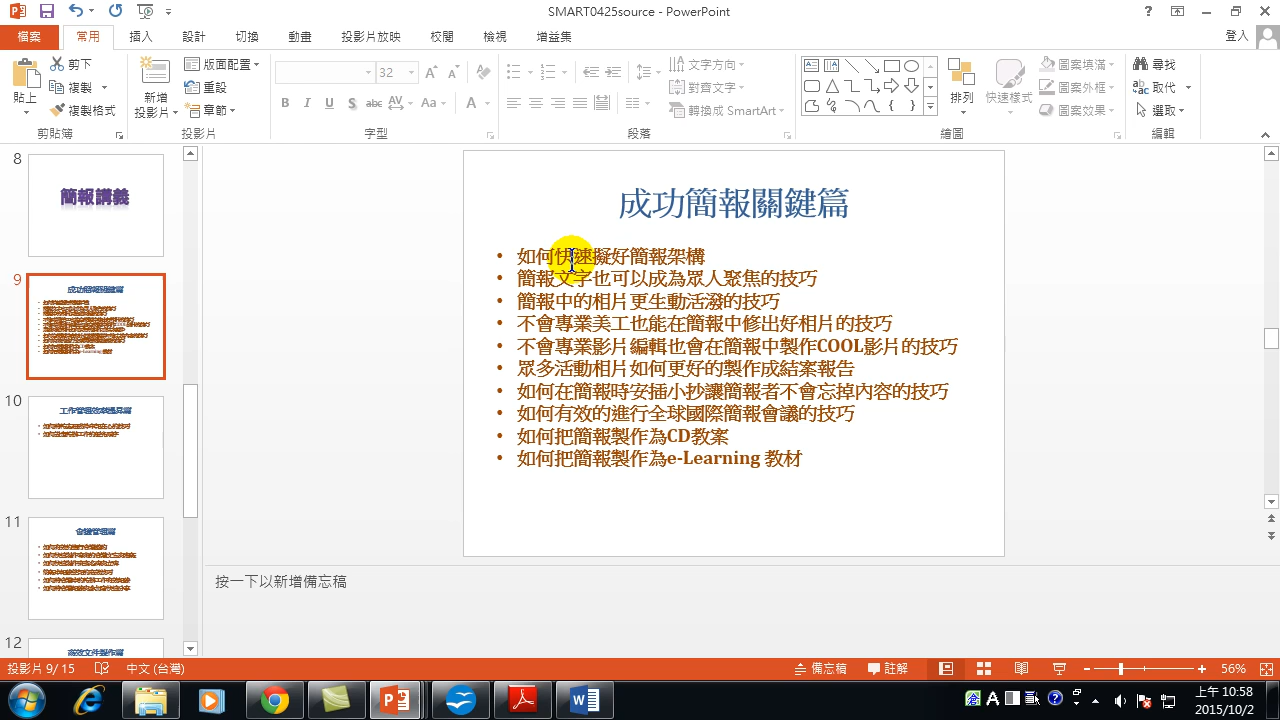 SMART0425source - PowerPoint
檔案 常用 插入 設計 切換 動畫 投影片放映 校閱 檢視 增益集 登入
貼上 剪下 複製 複製格式 剪貼簿
新增投影片 版面配置 重設 章節 投影片
32 B I U S abc AV Aa A 字型
文字方向 對齊文字 轉換成 SmartArt 段落
排列 快速樣式 圖案填滿 圖案外框 圖案效果 繪圖
尋找 取代 選取 編輯
8
簡報講義
9
成功簡報關鍵篇
10
工作管理效率提昇篇
11
會議管理篇
12
高效文件製作篇
成功簡報關鍵篇
• 如何快速擬好簡報架構
• 簡報文字也可以成為眾人聚焦的技巧
• 簡報中的相片更生動活潑的技巧
• 不會專業美工也能在簡報中修出好相片的技巧
• 不會專業影片編輯也會在簡報中製作COOL影片的技巧
• 眾多活動相片如何更好的製作成結案報告
• 如何在簡報時安插小抄讓簡報者不會忘掉內容的技巧
• 如何有效的進行全球國際簡報會議的技巧
• 如何把簡報製作為CD教案
• 如何把簡報製作為e-Learning 教材
按一下以新增備忘稿
投影片 9/ 15 中文 (台灣) 備忘稿 註解 56%
上午 10:58
2015/10/2